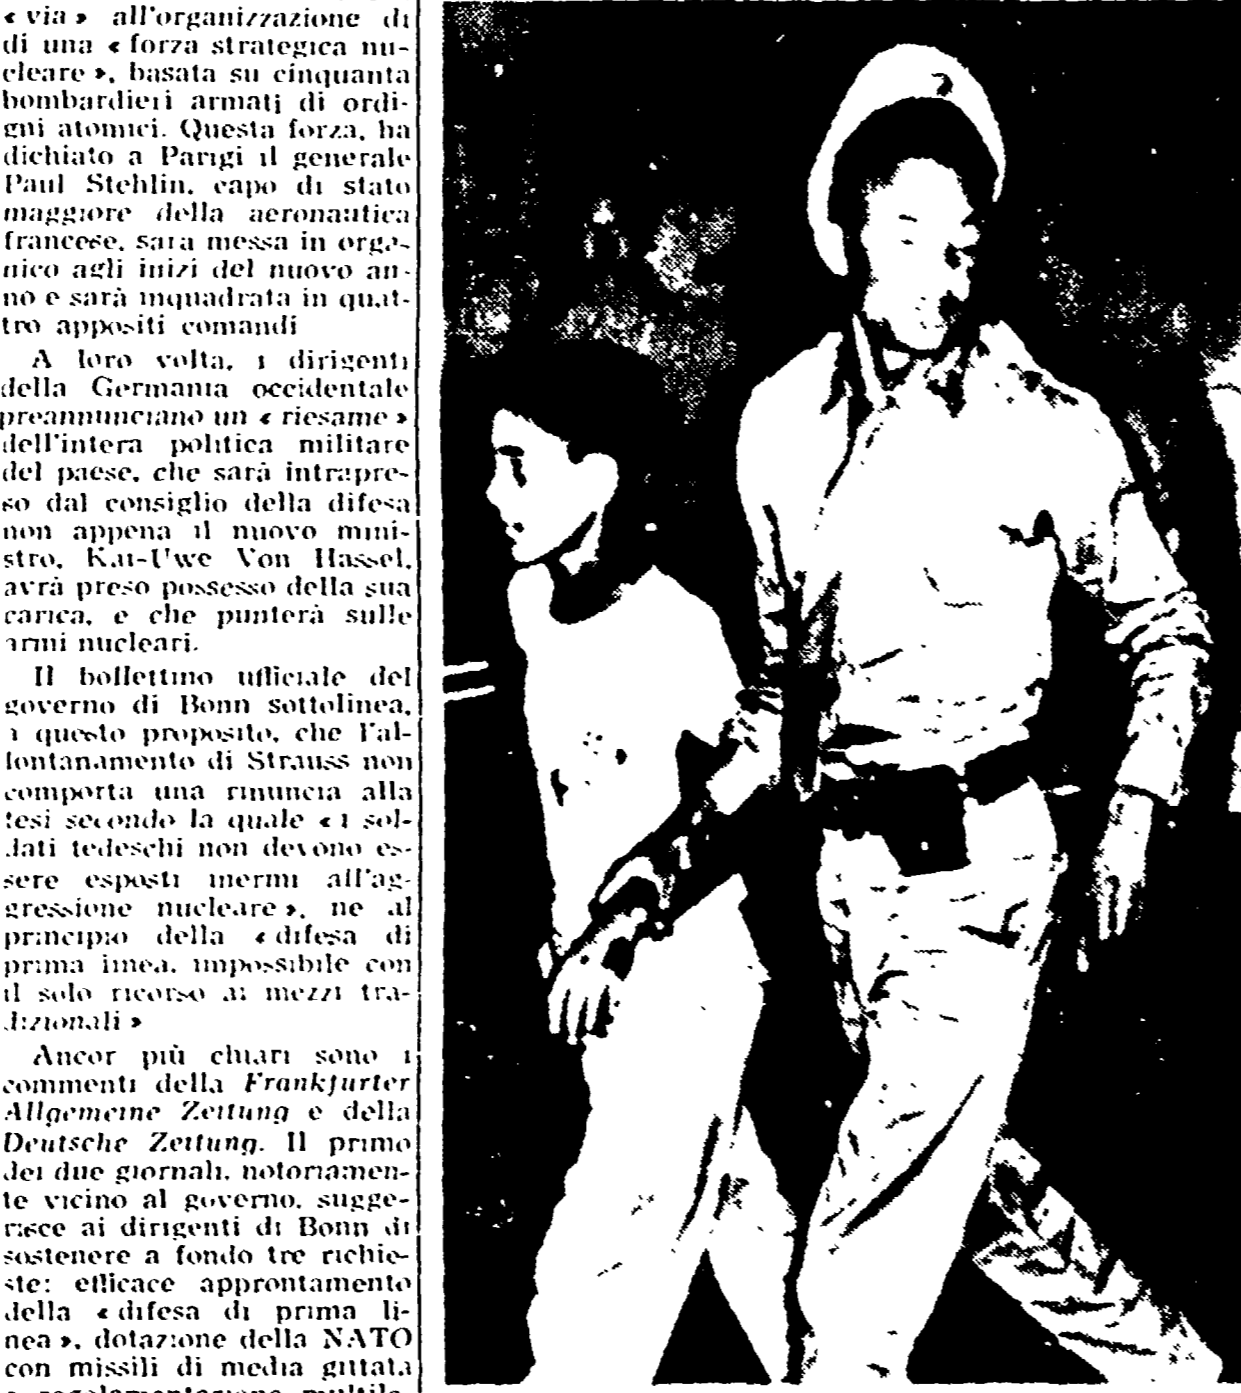 « via » all'organizzazione di
di una « forza strategica nu-
cleare », basata su cinquanta
bombardieri armati di ordi-
gni atomici. Questa forza, ha
dichiato a Parigi il generale
Paul Stehlin, capo di stato
maggiore della aeronautica
francese, sarà messa in orga-
nico agli inizi del nuovo an-
no e sarà inquadrata in quat-
tro appositi comandi
A loro volta, i dirigenti
della Germania occidentale
preannunciano un « riesame »
dell'intera politica militare
del paese, che sarà intrapre-
so dal consiglio della difesa
non appena il nuovo mini-
stro, Kai-Uwe Von Hassel,
avrà preso possesso della sua
carica, e che punterà sulle
armi nucleari.
Il bollettino ufficiale del
governo di Bonn sottolinea,
a questo proposito, che l'al-
lontanamento di Strauss non
comporta una rinuncia alla
tesi secondo la quale « i sol-
dati tedeschi non devono es-
sere esposti inermi all'ag-
gressione nucleare », ne al
principio della « difesa di
prima linea, impossibile con
il solo ricorso ai mezzi tra-
dizionali »
Ancor più chiari sono i
commenti della Frankfurter
Allgemeine Zeitung e della
Deutsche Zeitung. Il primo
dei due giornali, notoriamen-
te vicino al governo, sugge-
risce ai dirigenti di Bonn di
sostenere a fondo tre richie-
ste: efficace approntamento
della « difesa di prima li-
nea », dotazione della NATO
con missili di media gittata